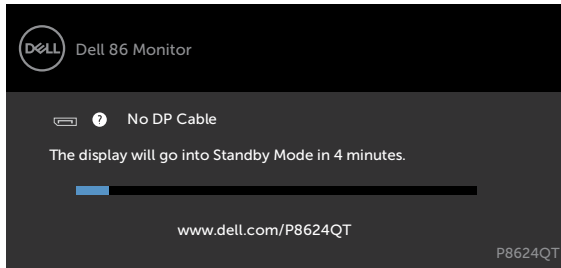 DELL
Dell 86 Monitor
? No DP Cable
The display will go into Standby Mode in 4 minutes.
www.dell.com/P8624QT
P8624QT